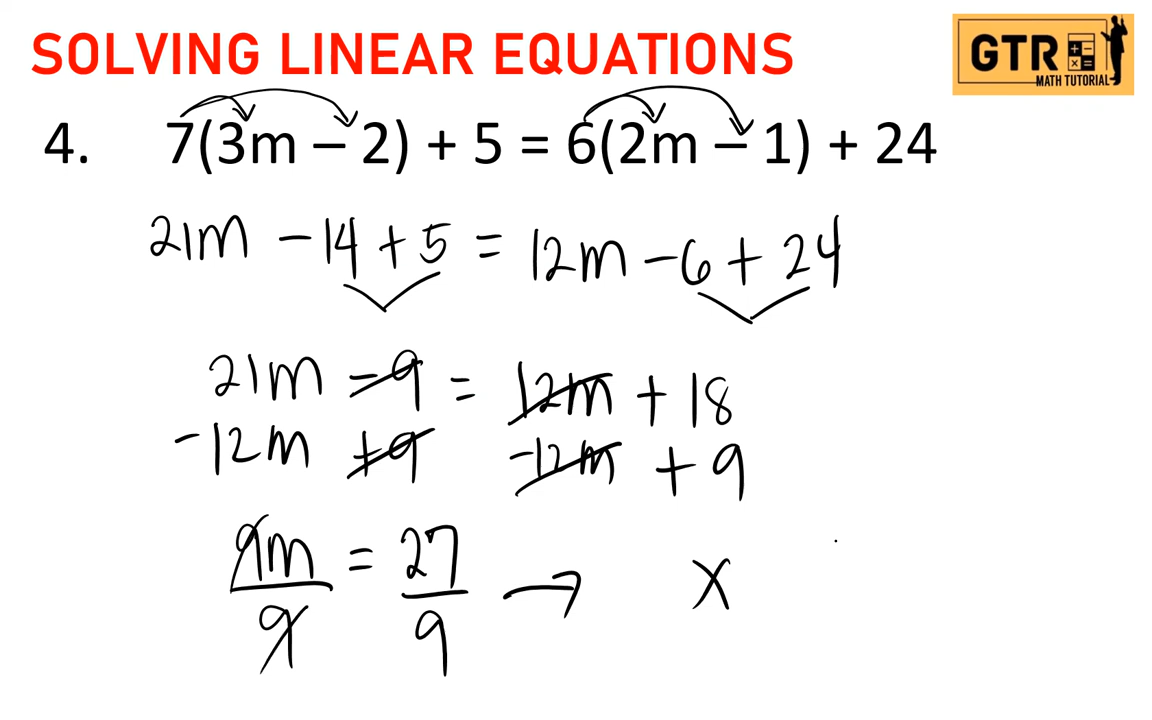 SOLVING LINEAR EQUATIONS
GTR
MATH TUTORIAL
4. 7(3m – 2) + 5 = 6(2m – 1) + 24
21m - 14 + 5 = 12m - 6 + 24
21m - 9 = 12m + 18
-12m +9 -12m + 9
9m/9 = 27/9 → x